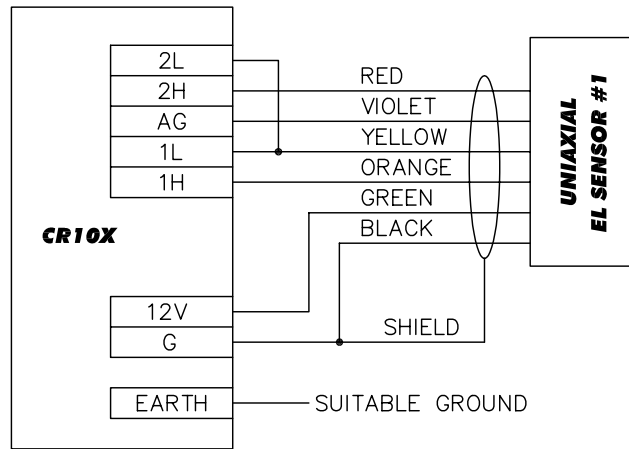 2L
2H
AG
1L
1H
CR10X
12V
G
EARTH
RED
VIOLET
YELLOW
ORANGE
GREEN
BLACK
SHIELD
SUITABLE GROUND
UNIAXIAL
EL SENSOR #1